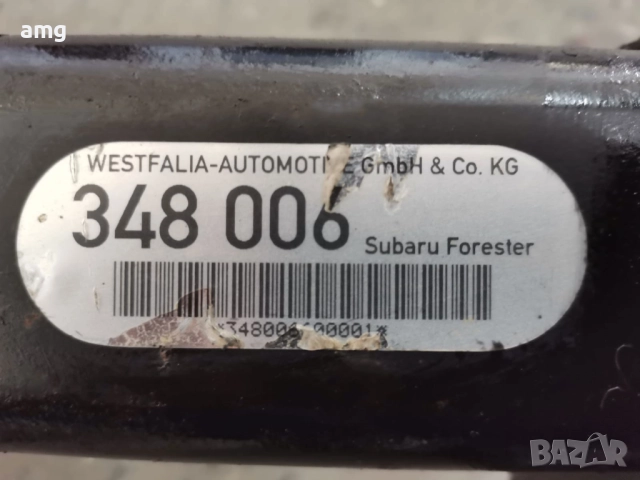 amg
WESTFALIA-AUTOMOTIVE GmbH & Co. KG
348 006 Subaru Forester
BAZAR